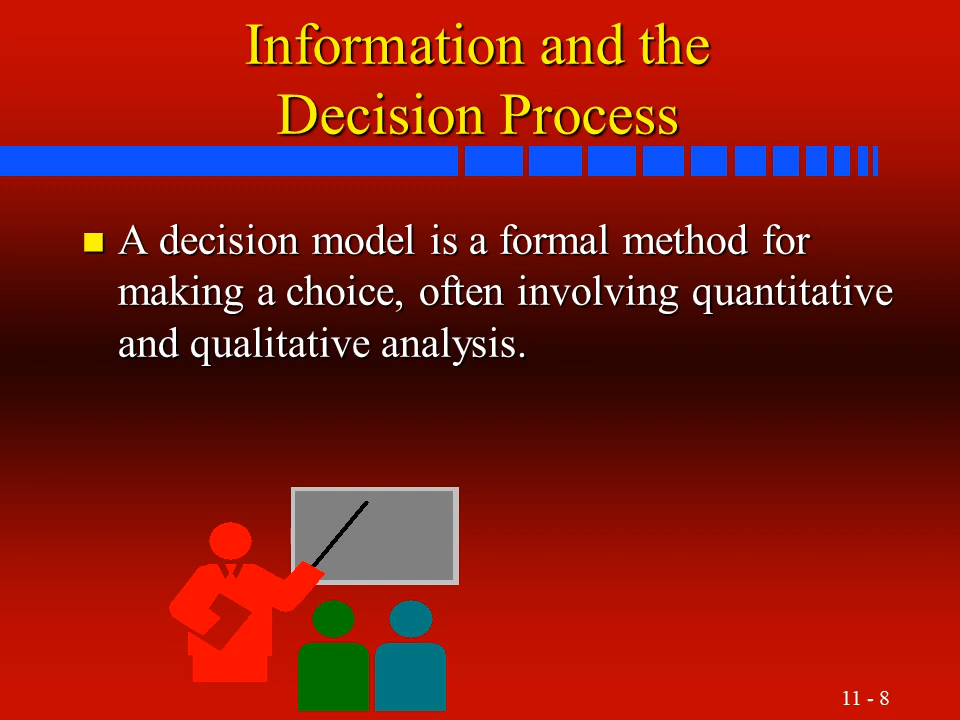 Information and the
Decision Process
A decision model is a formal method for
making a choice, often involving quantitative
and qualitative analysis.
11 - 8